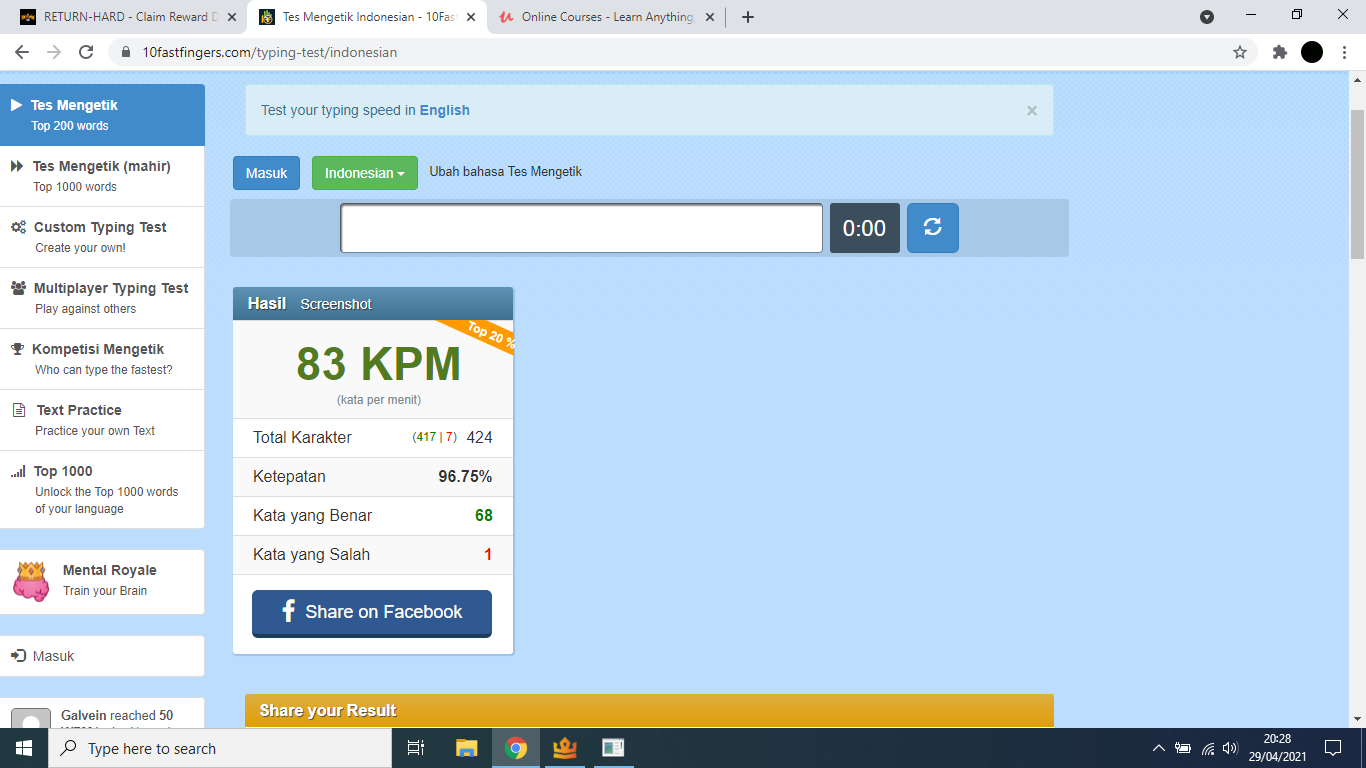 RETURN-HARD - Claim Reward D
Tes Mengetik Indonesian - 10Fas
Online Courses - Learn Anything,
10fastfingers.com/typing-test/indonesian
Tes Mengetik
Top 200 words
Tes Mengetik (mahir)
Top 1000 words
Custom Typing Test
Create your own!
Multiplayer Typing Test
Play against others
Kompetisi Mengetik
Who can type the fastest?
Text Practice
Practice your own Text
Top 1000
Unlock the Top 1000 words
of your language
Mental Royale
Train your Brain
Masuk
Galvein reached 50
Test your typing speed in English
×
Masuk
Indonesian
Ubah bahasa Tes Mengetik
0:00
Hasil Screenshot
Top 20 %
83 KPM
(kata per menit)
Total Karakter (417 | 7) 424
Ketepatan 96.75%
Kata yang Benar 68
Kata yang Salah 1
f Share on Facebook
Share your Result
Type here to search
20:28
29/04/2021